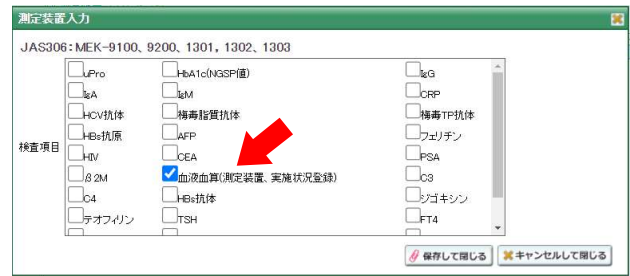 測定装置入力
JAS306:MEK-9100、9200、1301，1302、1303
uPro HbA1c(NGSP値) IgG
IgA IgM CRP
HCV抗体 梅毒脂質抗体 梅毒TP抗体
HBs抗原 AFP フェリチン
検査項目 HIV CEA PSA
β2M 血液血算(測定装置、実施状況登録) C3
C4 HBs抗体 ジゴキシン
テオフィリン TSH FT4
保存して閉じる キャンセルして閉じる